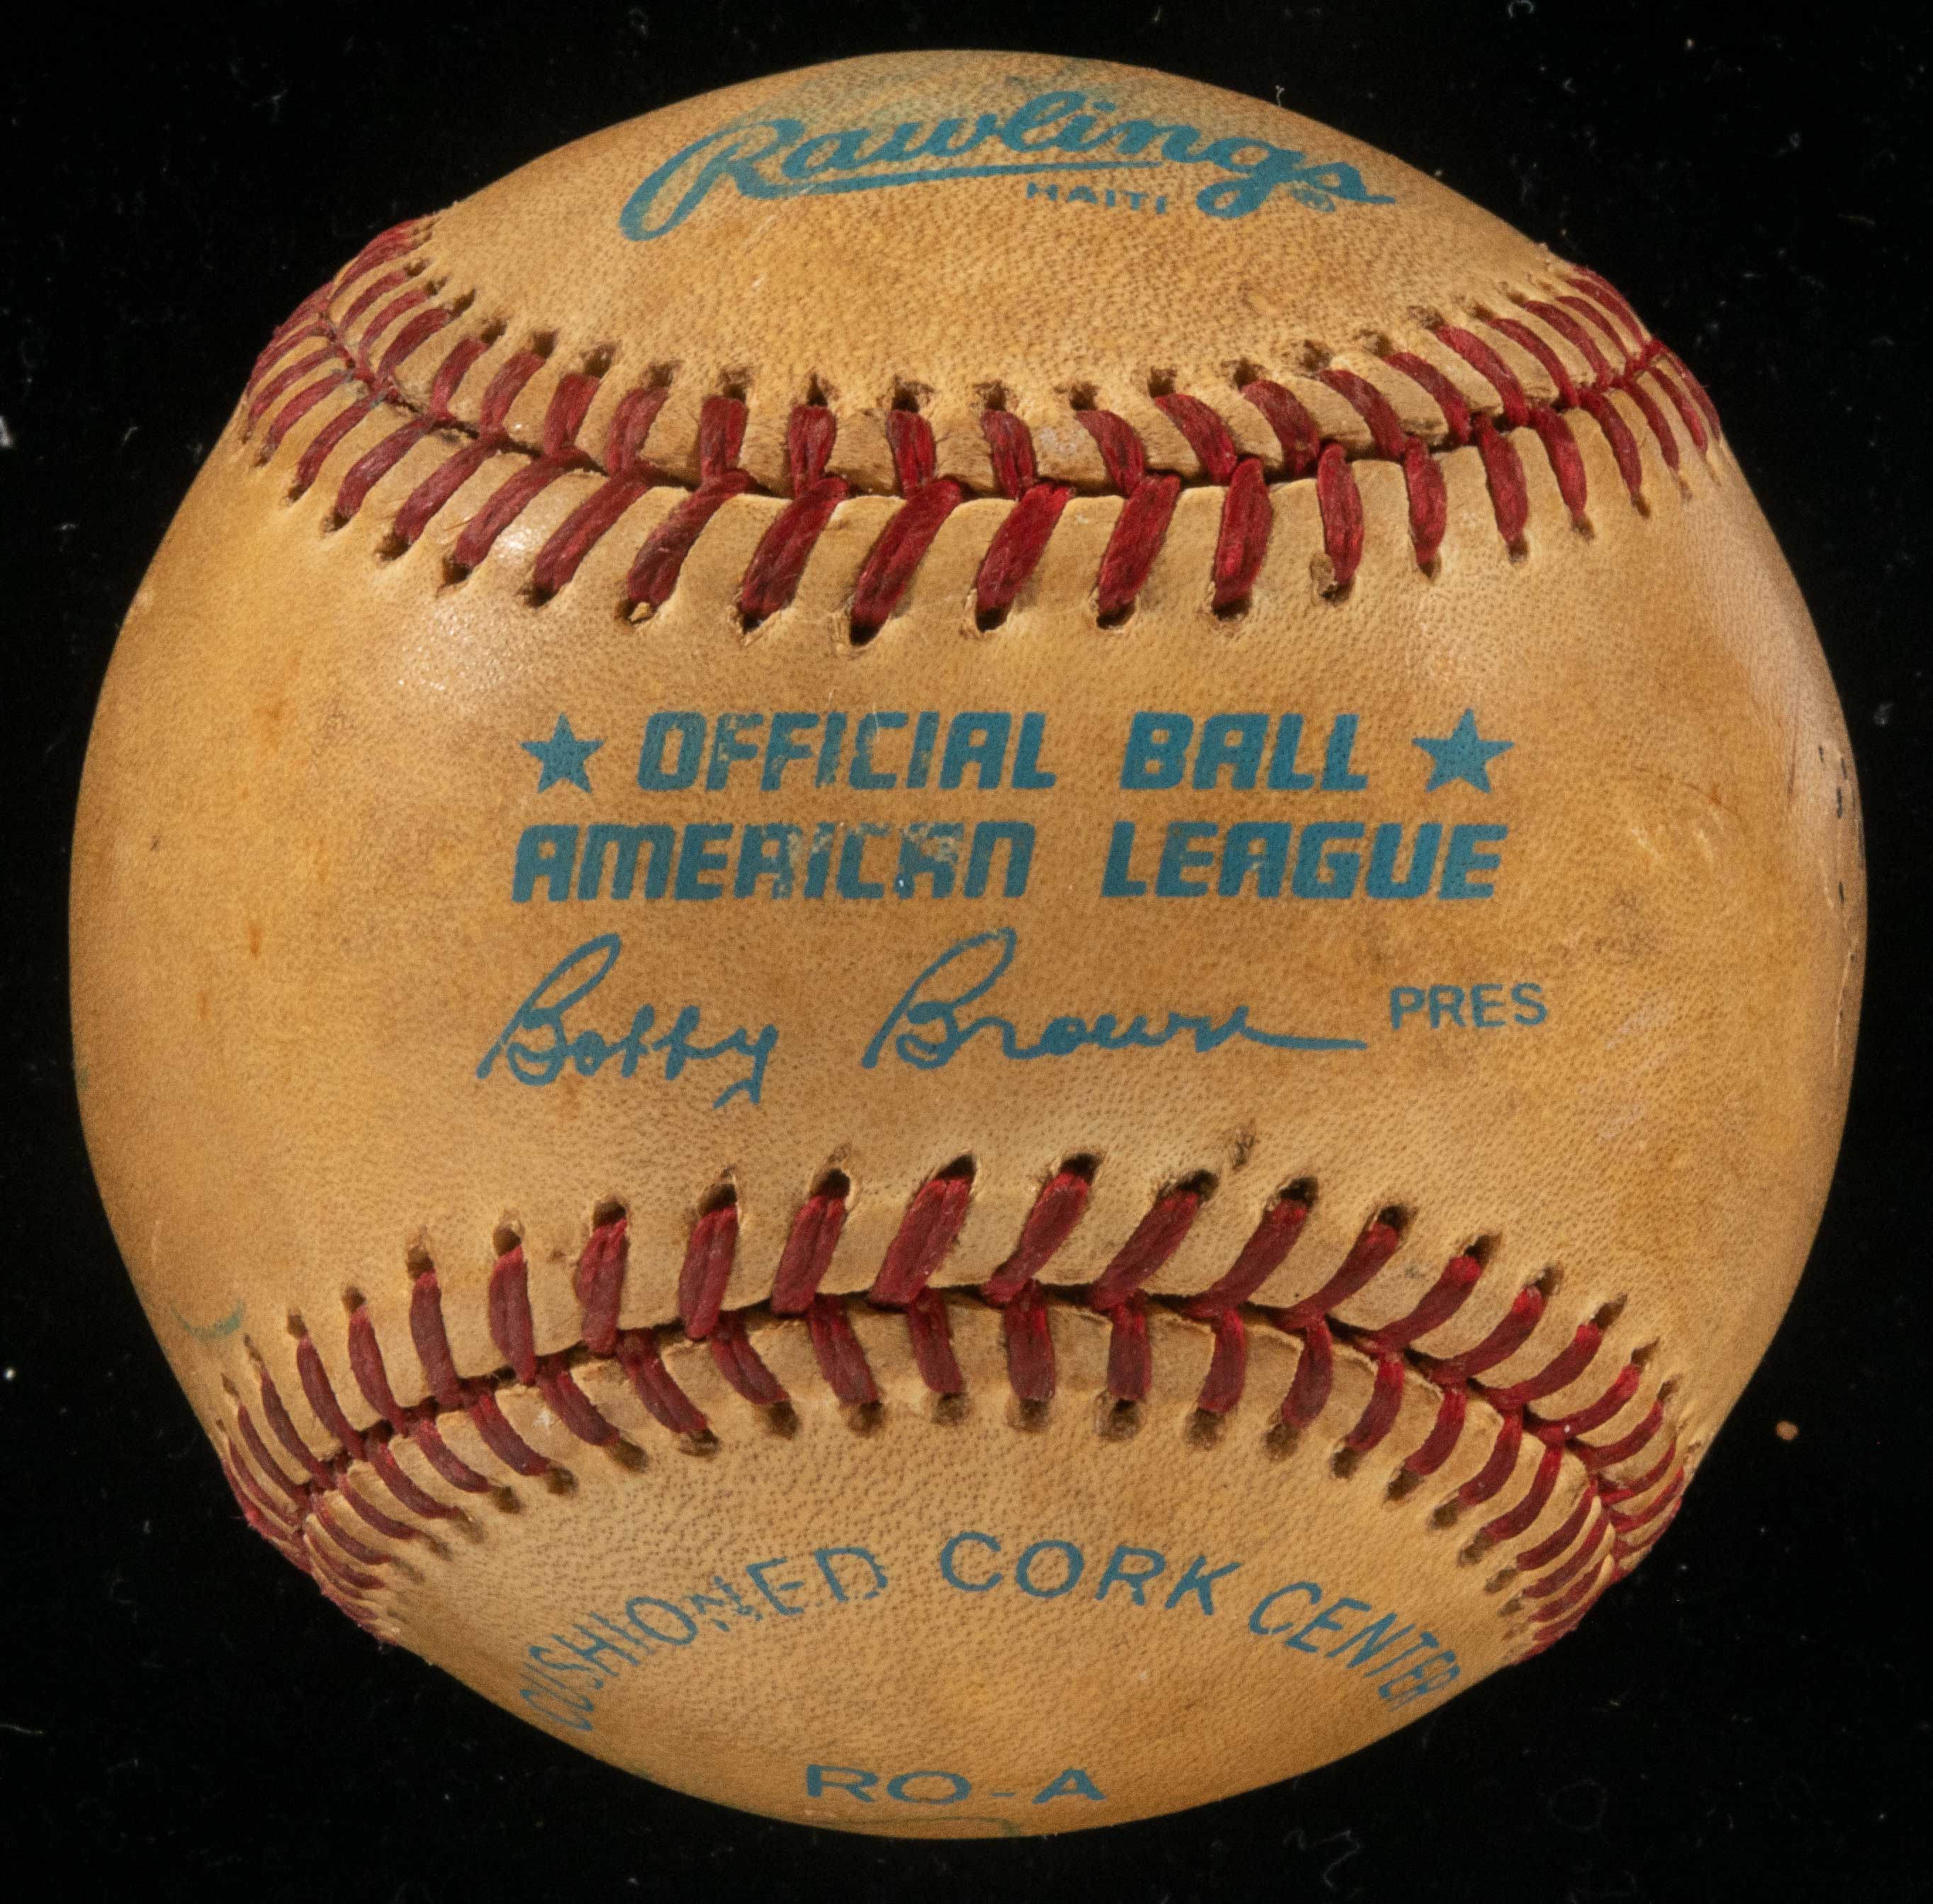 Rawlings®
HAITI
★ OFFICIAL BALL ★
AMERICAN LEAGUE
Bobby Brown PRES
CUSHIONED CORK CENTER
RO-A